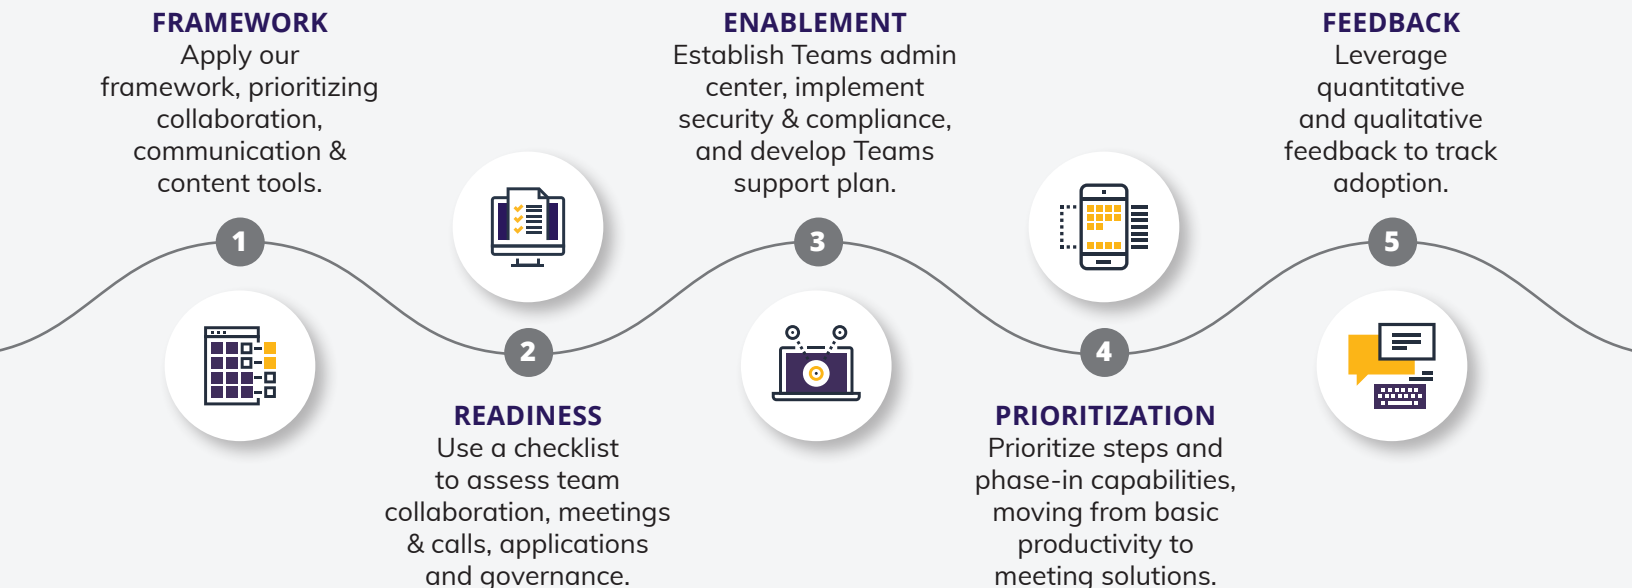 FRAMEWORK
Apply our
framework, prioritizing
collaboration,
communication &
content tools.
1
READINESS
Use a checklist
to assess team
collaboration, meetings
& calls, applications
and governance.
2
ENABLEMENT
Establish Teams admin
center, implement
security & compliance,
and develop Teams
support plan.
3
PRIORITIZATION
Prioritize steps and
phase-in capabilities,
moving from basic
productivity to
meeting solutions.
4
FEEDBACK
Leverage
quantitative
and qualitative
feedback to track
adoption.
5